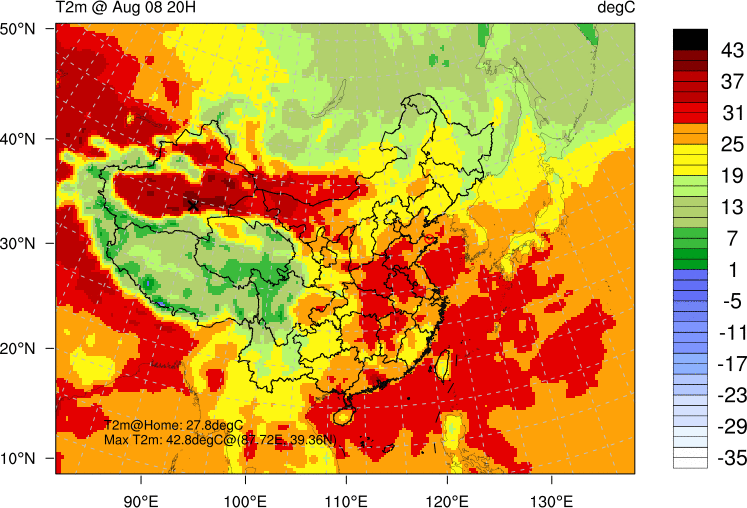 T2m @ Aug 08 20H
degC
50°N
40°N
30°N
20°N
10°N
90°E
100°E
110°E
120°E
130°E
T2m@Home: 27.8degC
Max T2m: 42.8degC@(87.72E, 39.36N)
43
37
31
25
19
13
7
1
-5
-11
-17
-23
-29
-35